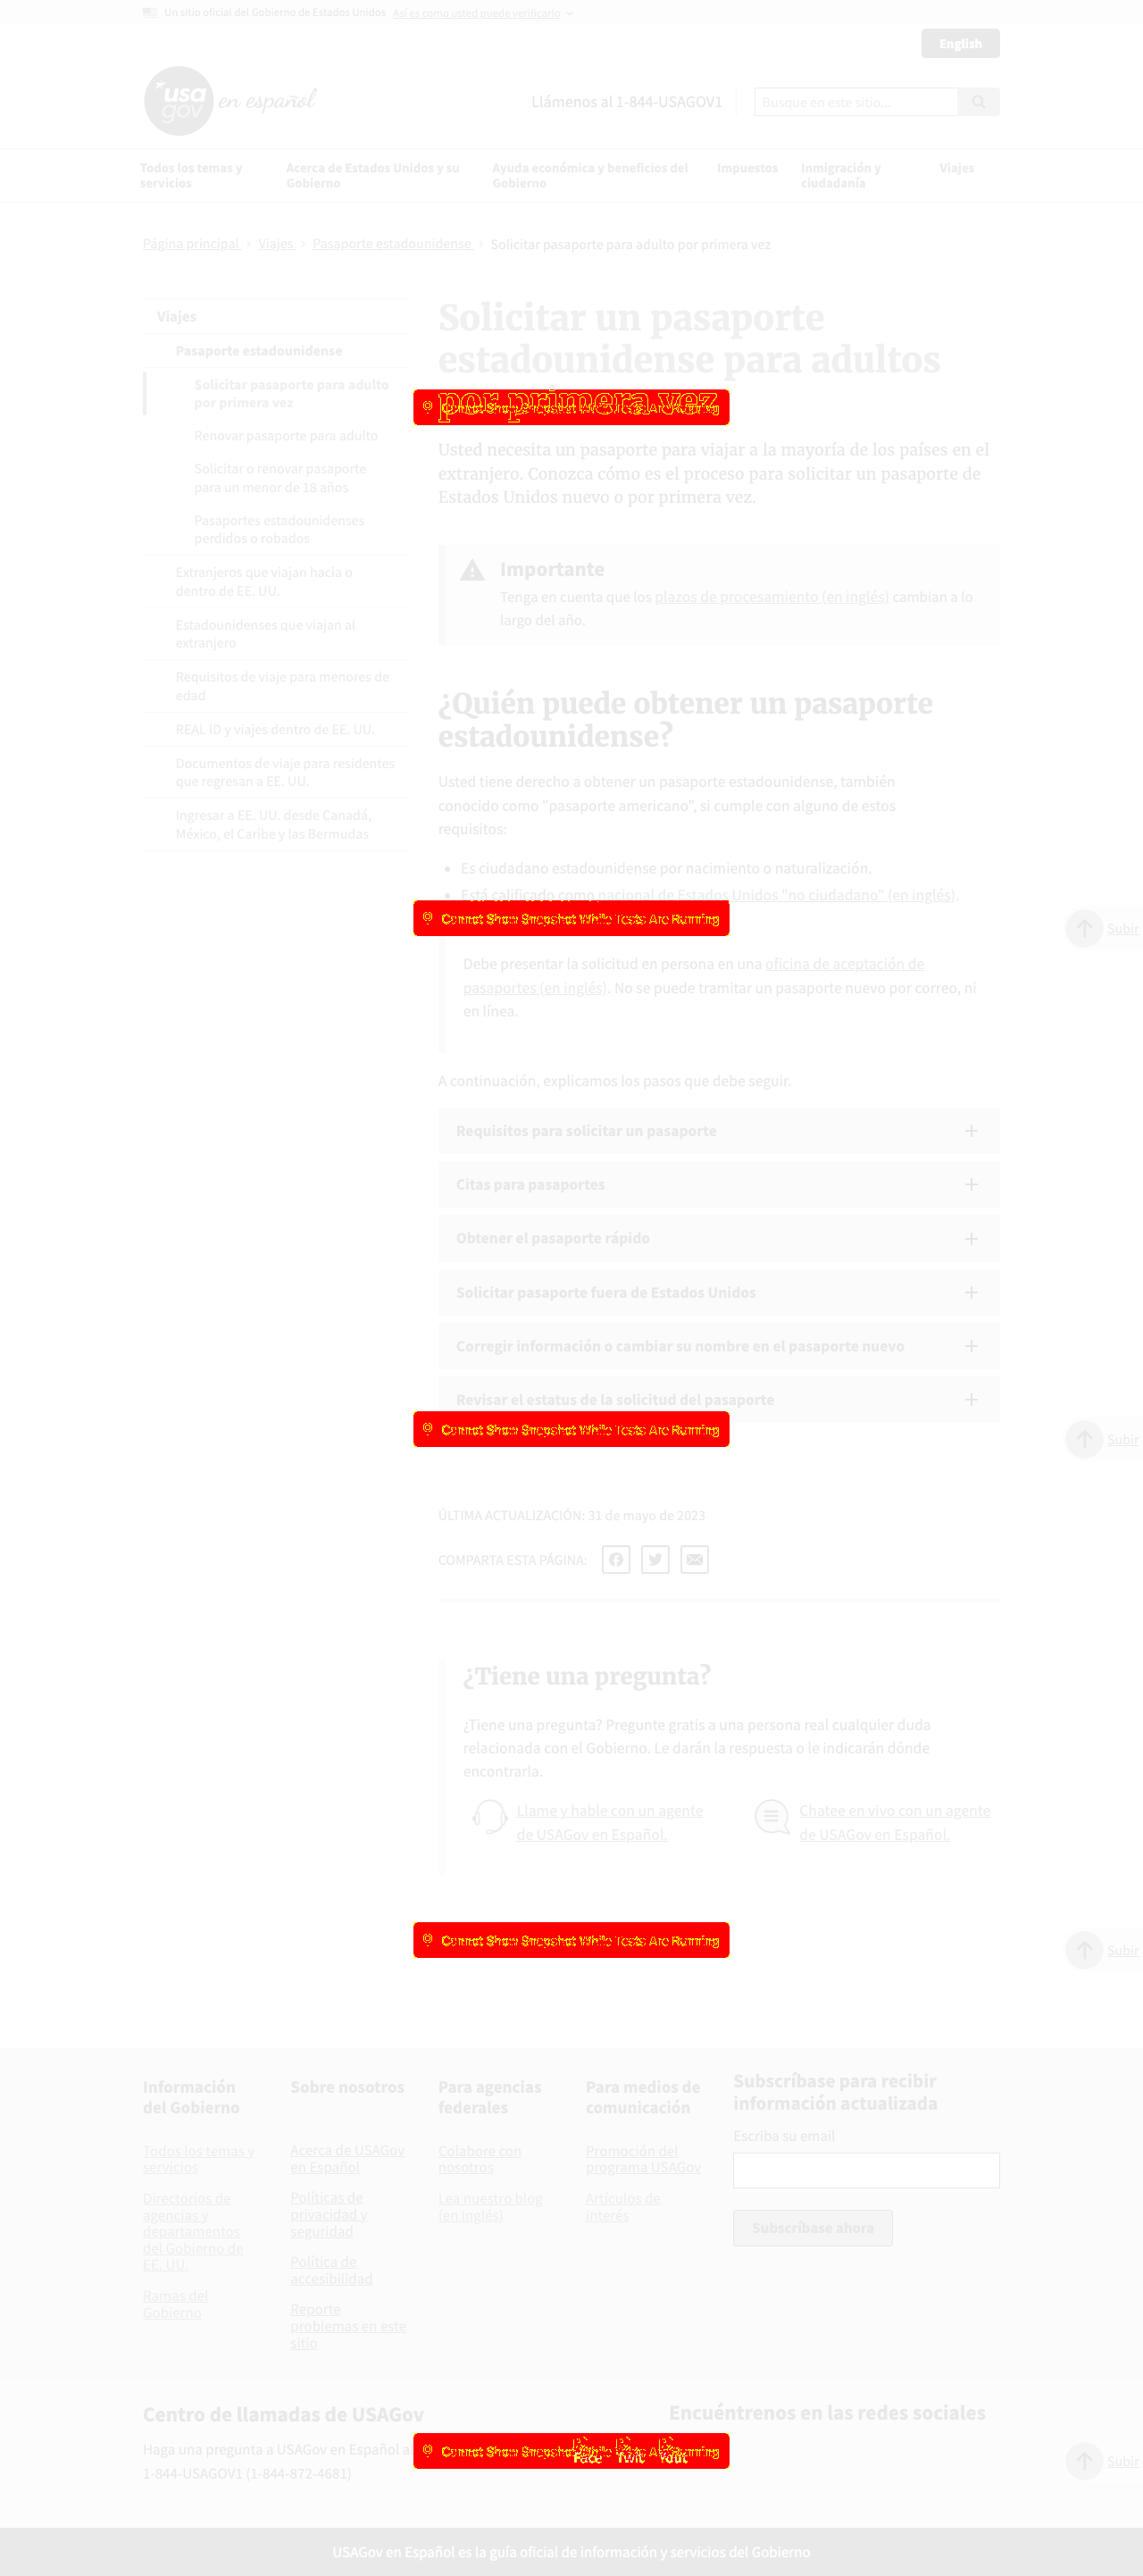 Un sitio oficial del Gobierno de Estados Unidos Así es como usted puede verificarlo
English
usa gov en español
Llámenos al 1-844-USAGOV1
Busque en este sitio...
Todos los temas y servicios
Acerca de Estados Unidos y su Gobierno
Ayuda económica y beneficios del Gobierno
Impuestos
Inmigración y ciudadanía
Viajes
Página principal › Viajes › Pasaporte estadounidense › Solicitar pasaporte para adulto por primera vez
Viajes
Pasaporte estadounidense
Solicitar pasaporte para adulto
por primera vez
Renovar pasaporte para adulto
Solicitar o renovar pasaporte
para un menor de 18 años
Pasaportes estadounidenses
perdidos o robados
Extranjeros que viajan hacia o
dentro de EE. UU.
Estadounidenses que viajan al
extranjero
Requisitos de viaje para menores de
edad
REAL ID y viajes dentro de EE. UU.
Documentos de viaje para residentes
que regresan a EE. UU.
Ingresar a EE. UU. desde Canadá,
México, el Caribe y las Bermudas
Solicitar un pasaporte
estadounidense para adultos
por primera vez
Cannot Show Snapshot While Tests Are Running
Usted necesita un pasaporte para viajar a la mayoría de los países en el
extranjero. Conozca cómo es el proceso para solicitar un pasaporte de
Estados Unidos nuevo o por primera vez.
Importante
Tenga en cuenta que los plazos de procesamiento (en inglés) cambian a lo
largo del año.
¿Quién puede obtener un pasaporte
estadounidense?
Usted tiene derecho a obtener un pasaporte estadounidense, también
conocido como "pasaporte americano", si cumple con alguno de estos
requisitos:
• Es ciudadano estadounidense por nacimiento o naturalización.
• Está calificado como nacional de Estados Unidos "no ciudadano" (en inglés).
Cannot Show Snapshot While Tests Are Running
Subir
Debe presentar la solicitud en persona en una oficina de aceptación de
pasaportes (en inglés). No se puede tramitar un pasaporte nuevo por correo, ni
en línea.
A continuación, explicamos los pasos que debe seguir.
Requisitos para solicitar un pasaporte
Citas para pasaportes
Obtener el pasaporte rápido
Solicitar pasaporte fuera de Estados Unidos
Corregir información o cambiar su nombre en el pasaporte nuevo
Revisar el estatus de la solicitud del pasaporte
Cannot Show Snapshot While Tests Are Running
Subir
ÚLTIMA ACTUALIZACIÓN: 31 de mayo de 2023
COMPARTA ESTA PÁGINA:
¿Tiene una pregunta?
¿Tiene una pregunta? Pregunte gratis a una persona real cualquier duda
relacionada con el Gobierno. Le darán la respuesta o le indicarán dónde
encontrarla.
Llame y hable con un agente
de USAGov en Español.
Chatee en vivo con un agente
de USAGov en Español.
Cannot Show Snapshot While Tests Are Running
Subir
Información
del Gobierno
Todos los temas y
servicios
Directorios de
agencias y
departamentos
del Gobierno de
EE. UU.
Ramas del
Gobierno
Sobre nosotros
Acerca de USAGov
en Español
Políticas de
privacidad y
seguridad
Política de
accesibilidad
Reporte
problemas en este
sitio
Para agencias
federales
Colabore con
nosotros
Lea nuestro blog
(en inglés)
Para medios de
comunicación
Promoción del
programa USAGov
Artículos de
interés
Suscríbase para recibir
información actualizada
Escriba su email
Suscríbase ahora
Centro de llamadas de USAGov
Haga una pregunta a USAGov en Español a
1-844-USAGOV1 (1-844-872-4681)
Encuéntrenos en las redes sociales
Cannot Show Snapshot While Tests Are Running
Face Twit Yout
Subir
USAGov en Español es la guía oficial de información y servicios del Gobierno